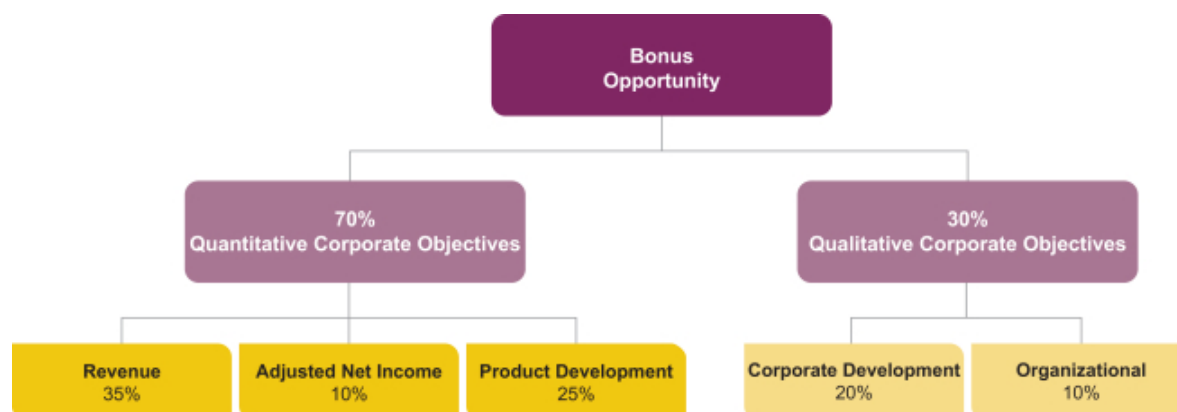 Bonus
Opportunity
70%
Quantitative Corporate Objectives
30%
Qualitative Corporate Objectives
Revenue
35%
Adjusted Net Income
10%
Product Development
25%
Corporate Development
20%
Organizational
10%